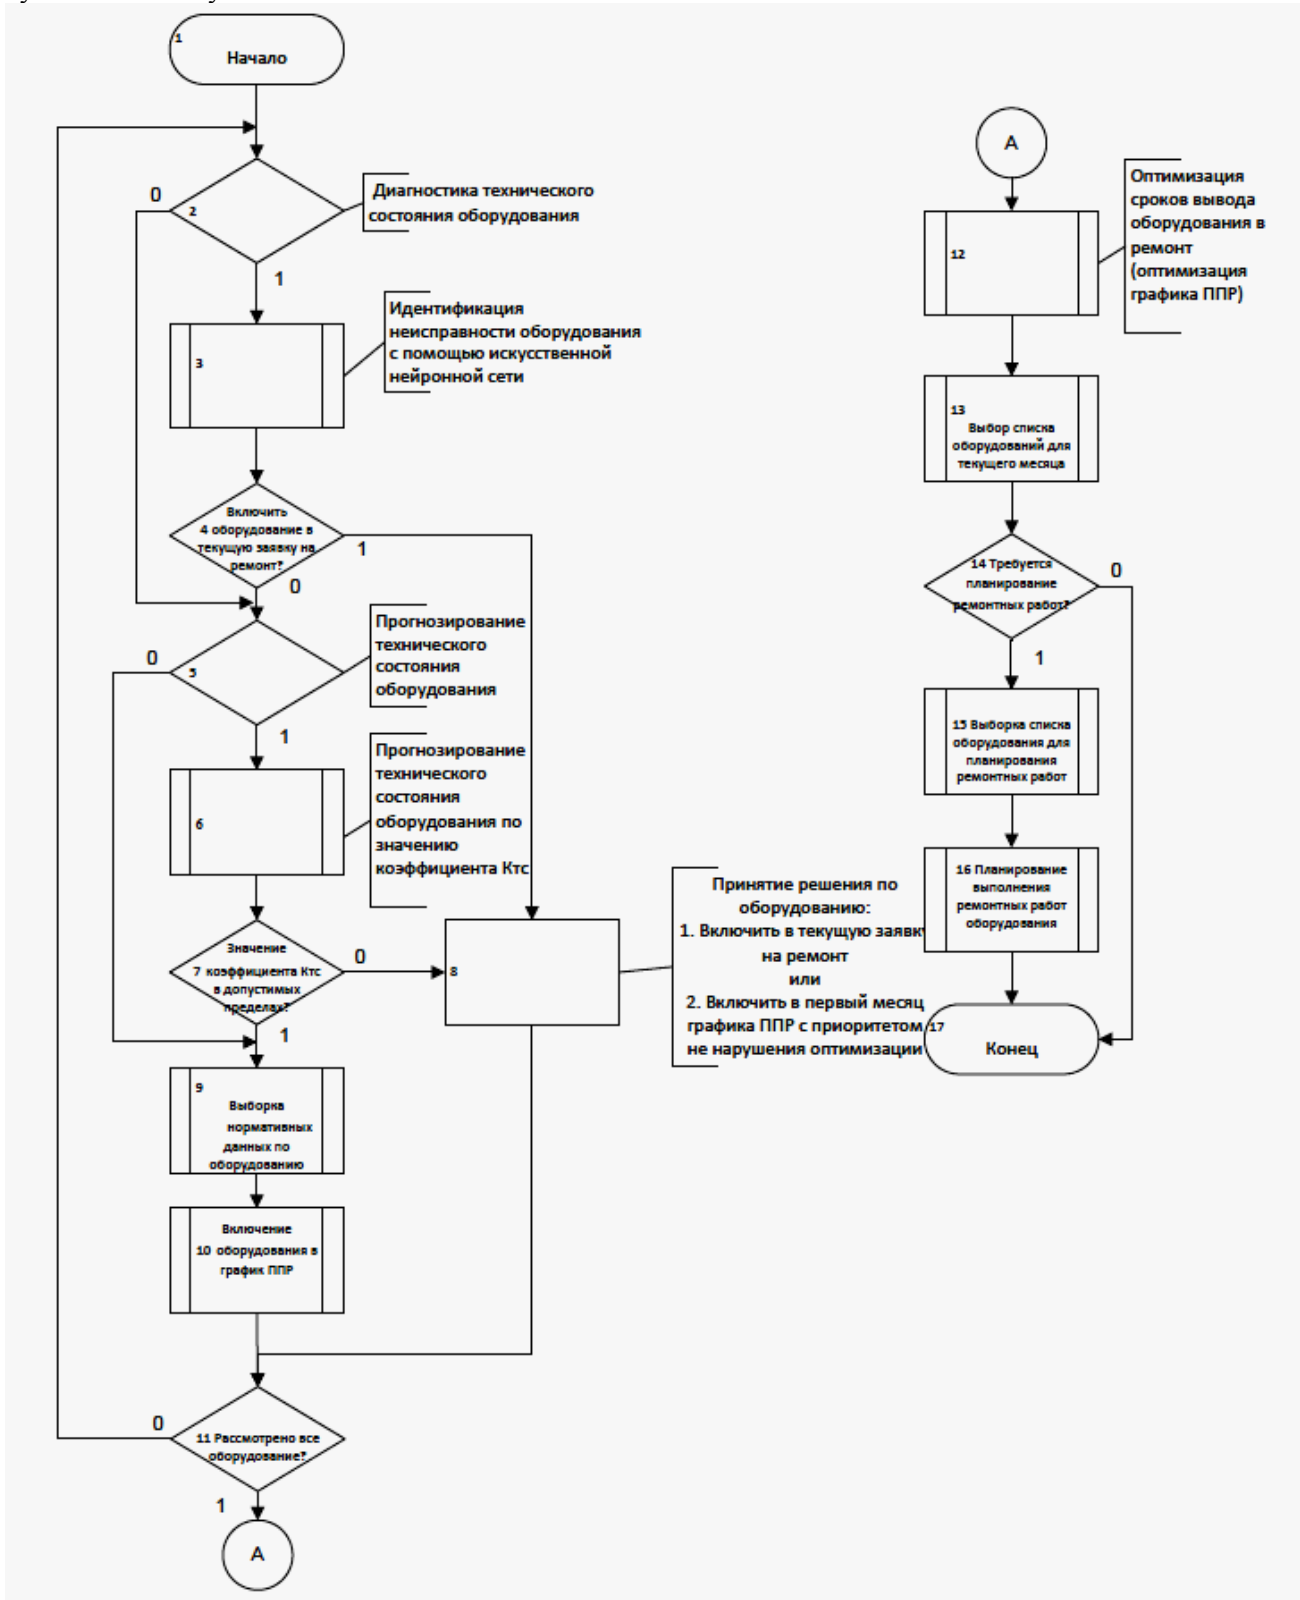 1
Начало
0
2
Диагностика технического
состояния оборудования
1
Идентификация
неисправности оборудования
с помощью искусственной
нейронной сети
3
Включить
4 оборудование в
текущую заявку на
ремонт?
1
0
Прогнозирование
технического
состояния
оборудования
0
5
1
Прогнозирование
технического
состояния
оборудования по
значению
коэффициента Ктс
6
Значение
7 коэффициента Ктс
в допустимых
пределах?
0
1
8
Принятие решения по
оборудованию:
1. Включить в текущую заявку
на ремонт
или
2. Включить в первый месяц
графика ППР с приоритетом
не нарушения оптимизации
9
Выборка
нормативных
данных по
оборудованию
Включение
10 оборудования в
график ППР
0
11 Рассмотрено все
оборудование?
1
А
А
Оптимизация
сроков вывода
оборудования в
ремонт
(оптимизация
графика ППР)
12
13
Выбор списка
оборудований для
текущего месяца
14 Требуется
планирование
ремонтных работ?
0
1
15 Выборка списка
оборудования для
планирования
ремонтных работ
16 Планирование
выполнения
ремонтных работ
оборудования
17
Конец